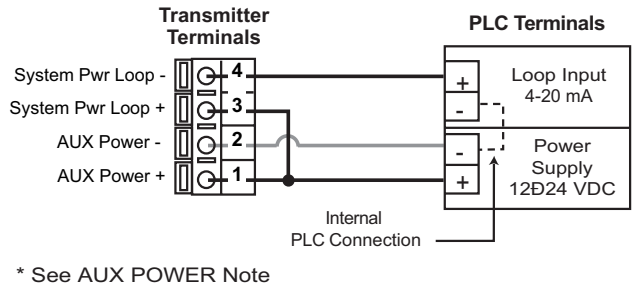 Transmitter
Terminals
PLC Terminals
System Pwr Loop -
4
System Pwr Loop +
3
AUX Power -
2
AUX Power +
1
+
Loop Input
4-20 mA
-
-
Power
Supply
12Đ24 VDC
+
Internal
PLC Connection
* See AUX POWER Note